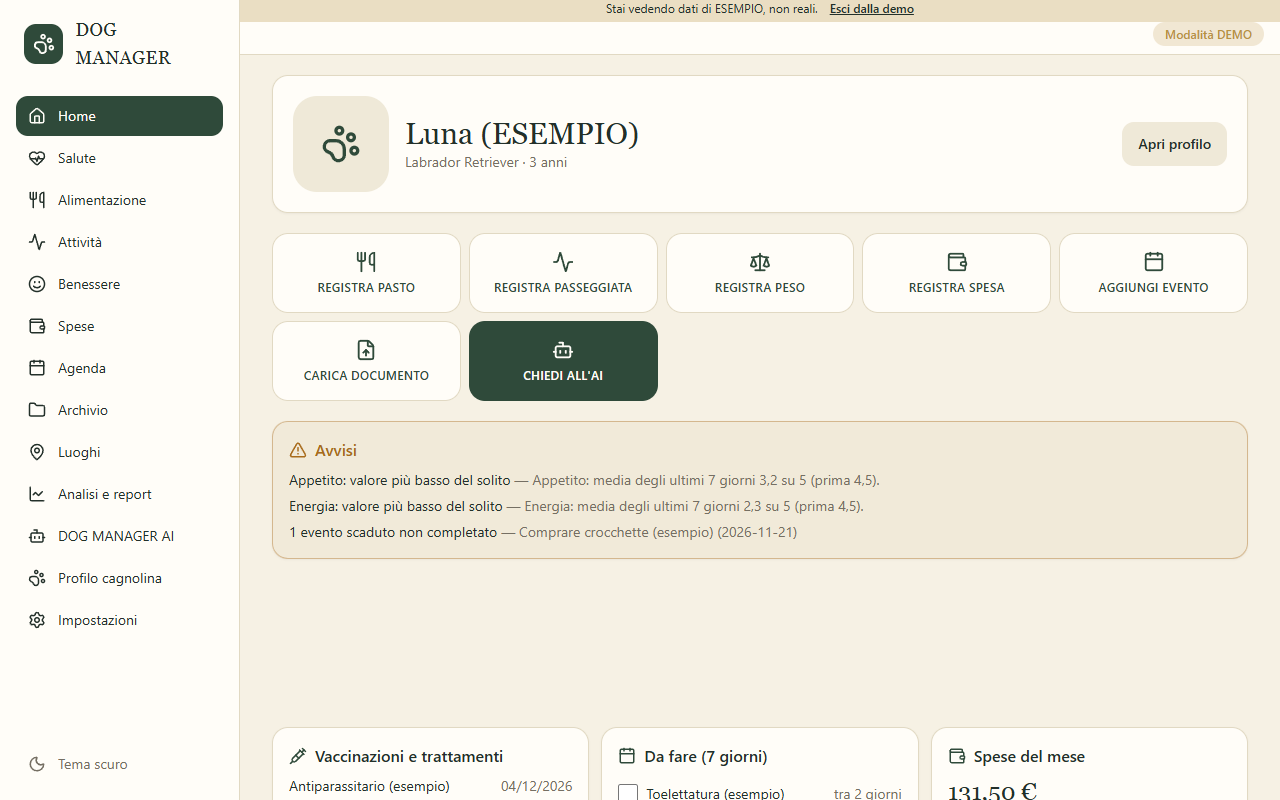 Stai vedendo dati di ESEMPIO, non reali. Esci dalla demo
Modalità DEMO
DOG
MANAGER
Home
Salute
Alimentazione
Attività
Benessere
Spese
Agenda
Archivio
Luoghi
Analisi e report
DOG MANAGER AI
Profilo cagnolina
Impostazioni
Tema scuro
Luna (ESEMPIO)
Labrador Retriever · 3 anni
Apri profilo
REGISTRA PASTO
REGISTRA PASSEGGIATA
REGISTRA PESO
REGISTRA SPESA
AGGIUNGI EVENTO
CARICA DOCUMENTO
CHIEDI ALL'AI
Avvisi
Appetito: valore più basso del solito — Appetito: media degli ultimi 7 giorni 3,2 su 5 (prima 4,5).
Energia: valore più basso del solito — Energia: media degli ultimi 7 giorni 2,3 su 5 (prima 4,5).
1 evento scaduto non completato — Comprare crocchette (esempio) (2026-11-21)
Vaccinazioni e trattamenti
Antiparassitario (esempio) 04/12/2026
Da fare (7 giorni)
Toelettatura (esempio) tra 2 giorni
Spese del mese
131,50 €